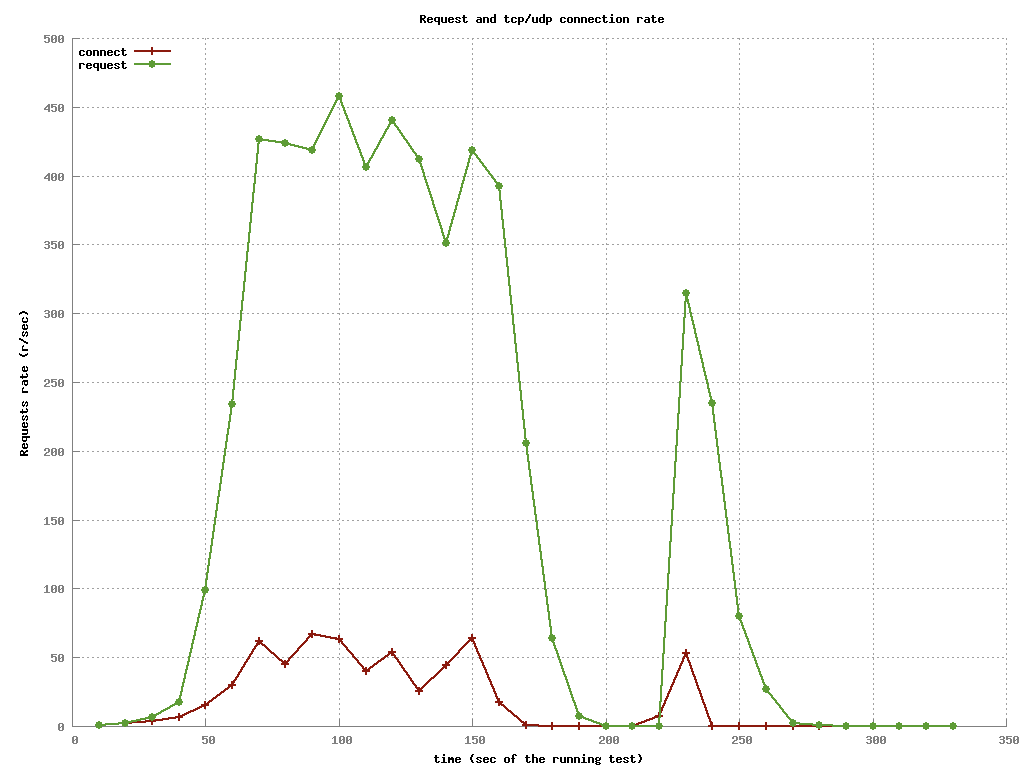 Request and tcp/udp connection rate
500
450
400
350
300
250
200
150
100
50
0
connect
request
Requests rate (r/sec)
0 50 100 150 200 250 300 350
time (sec of the running test)